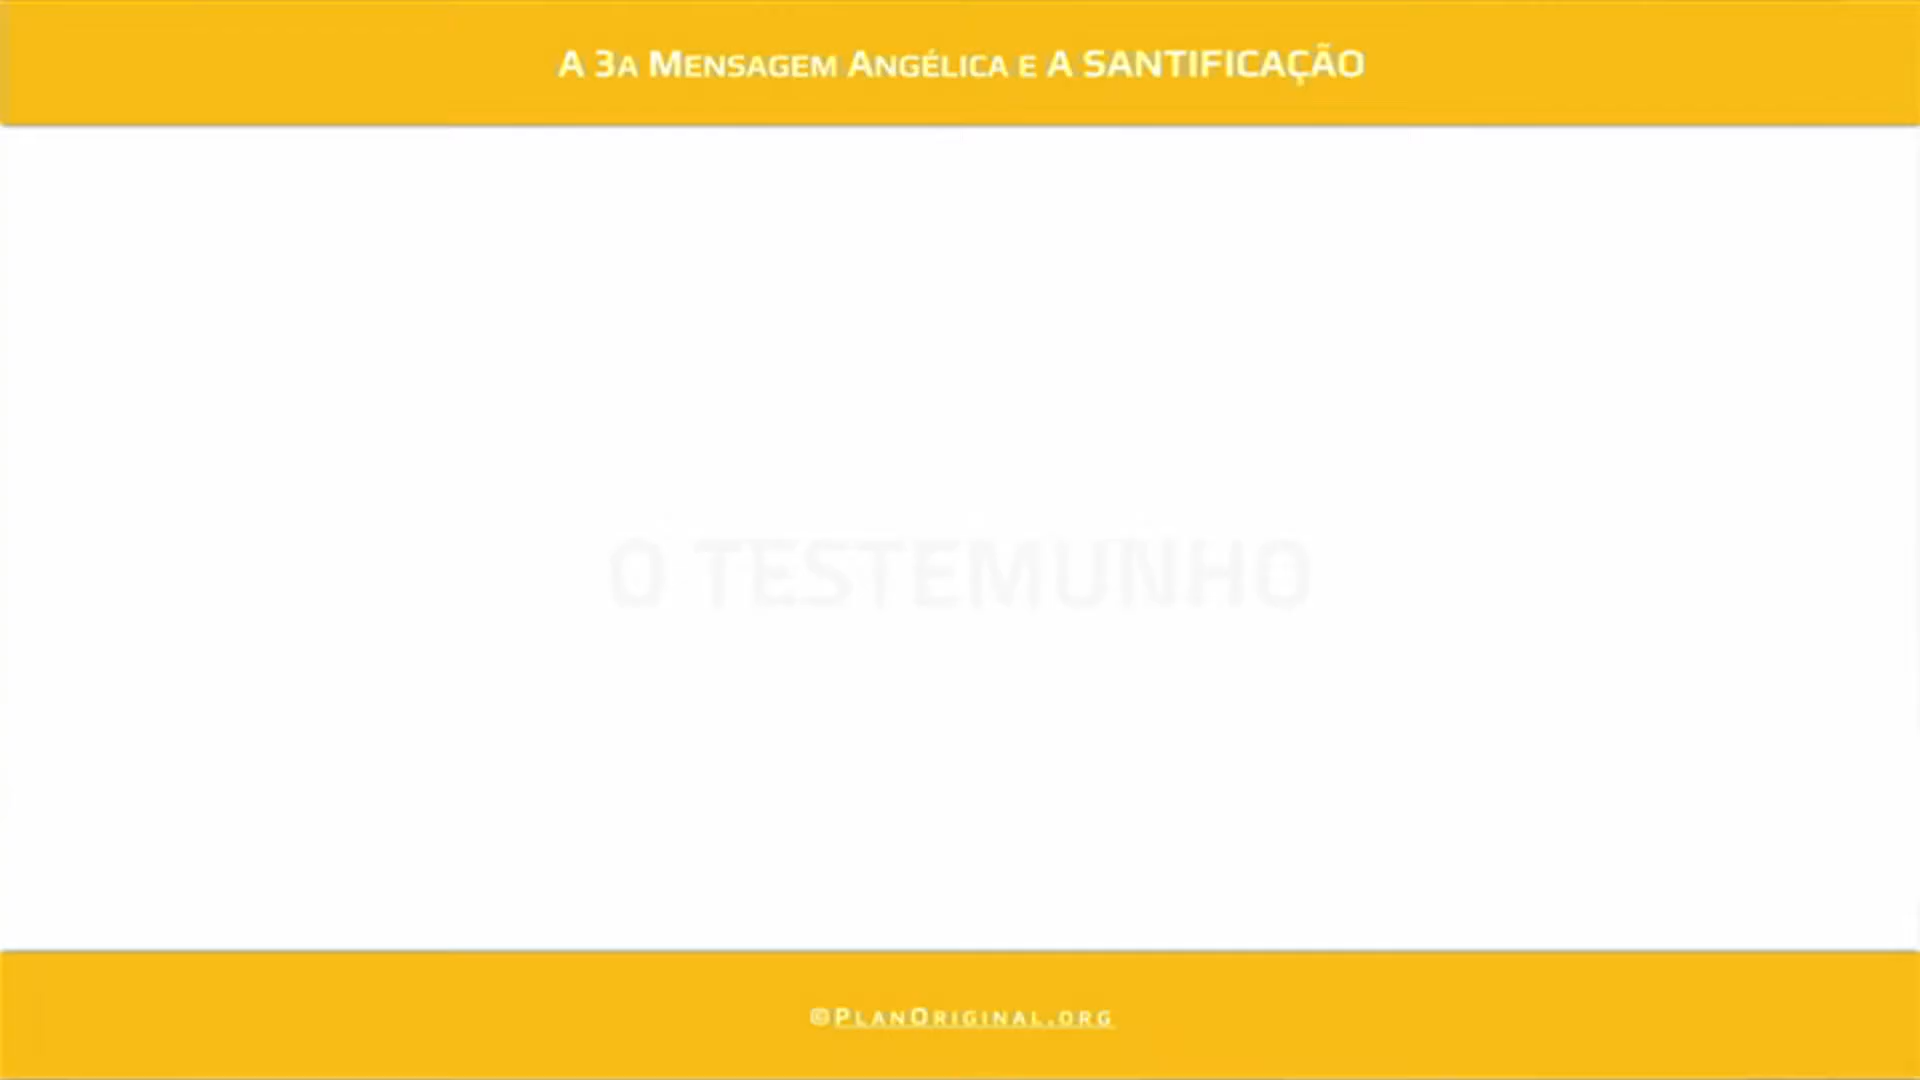 A 3a Mensagem Angélica e A SANTIFICAÇÃO
O TESTEMUNHO
©PlanOriginal.org